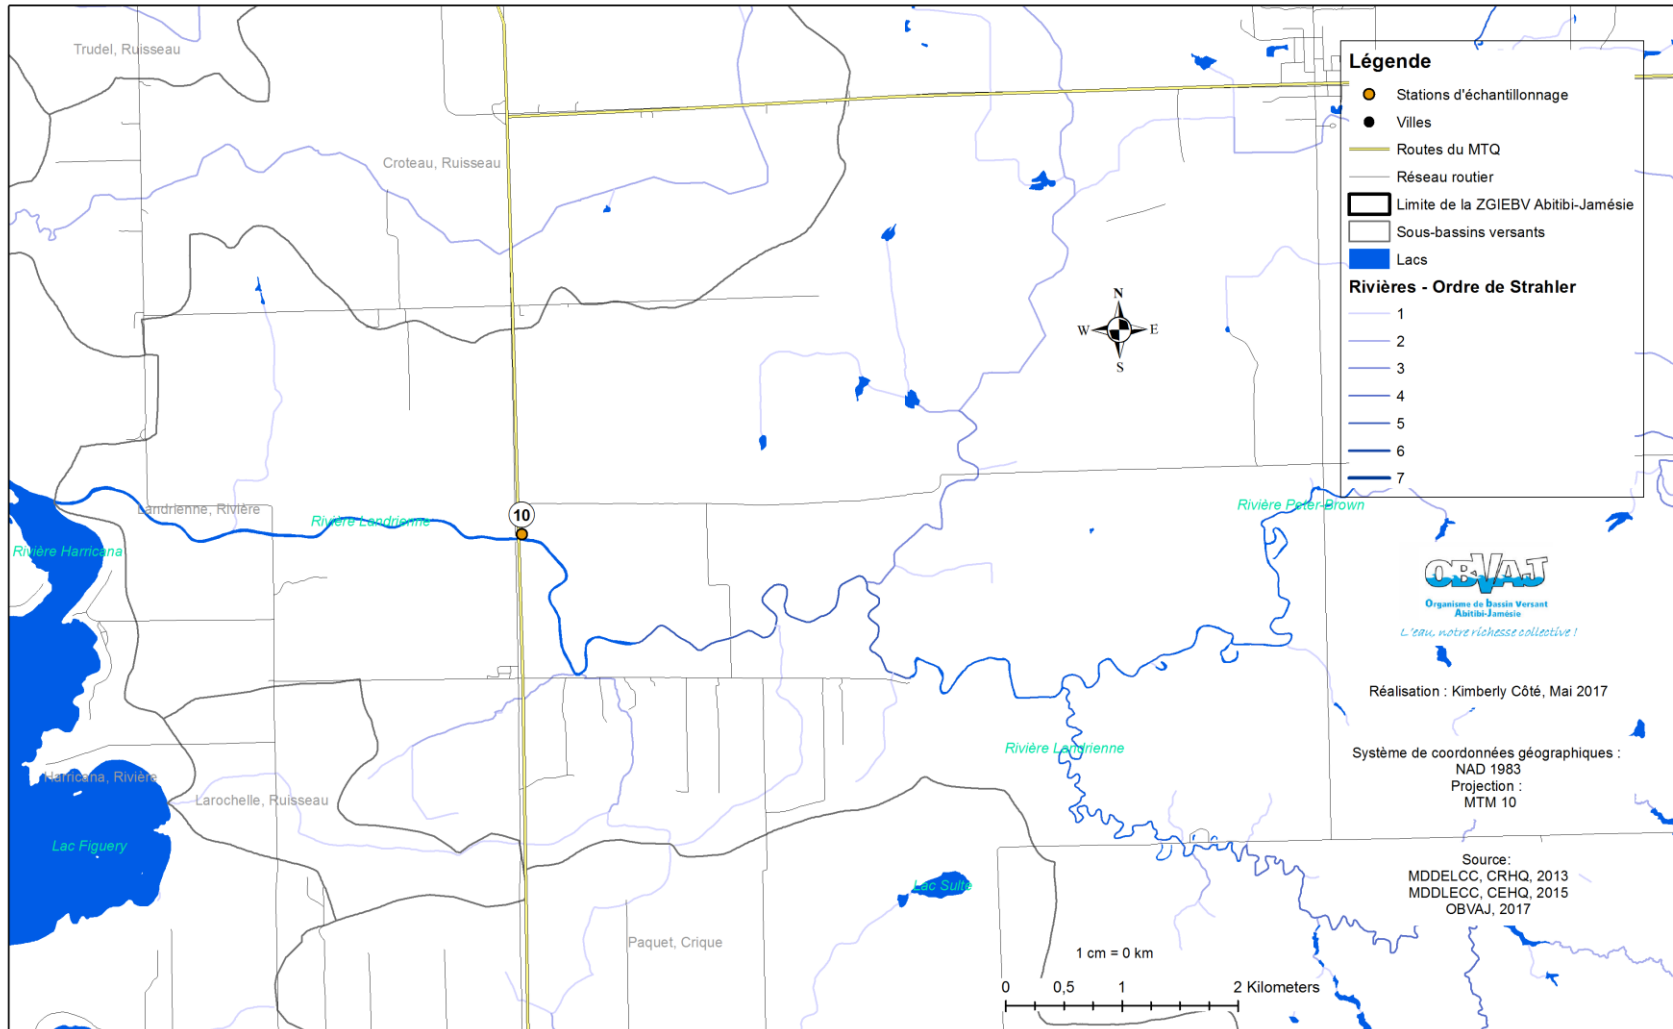 Trudel, Ruisseau
Croteau, Ruisseau
Légende
Stations d'échantillonnage
Villes
Routes du MTQ
Réseau routier
Limite de la ZGIEBV Abitibi-Jamésie
Sous-bassins versants
Lacs
Rivières - Ordre de Strahler
1
2
3
4
5
6
7
N
W
E
S
Landrienne, Rivière
Rivière Landrienne
10
Rivière Peter-Brown
Rivière Harricana
OBVAJ
Organisme de Bassin Versant
Abitibi-Jamésie
L'eau, notre richesse collective !
Réalisation : Kimberly Côté, Mai 2017
Rivière Landrienne
Système de coordonnées géographiques :
NAD 1983
Projection :
MTM 10
Harricana, Rivière
Larochelle, Ruisseau
Lac Figuery
Lac Sulte
Source:
MDDELCC, CRHQ, 2013
MDDLECC, CEHQ, 2015
OBVAJ, 2017
Paquet, Crique
1 cm = 0 km
0 0,5 1 2 Kilometers